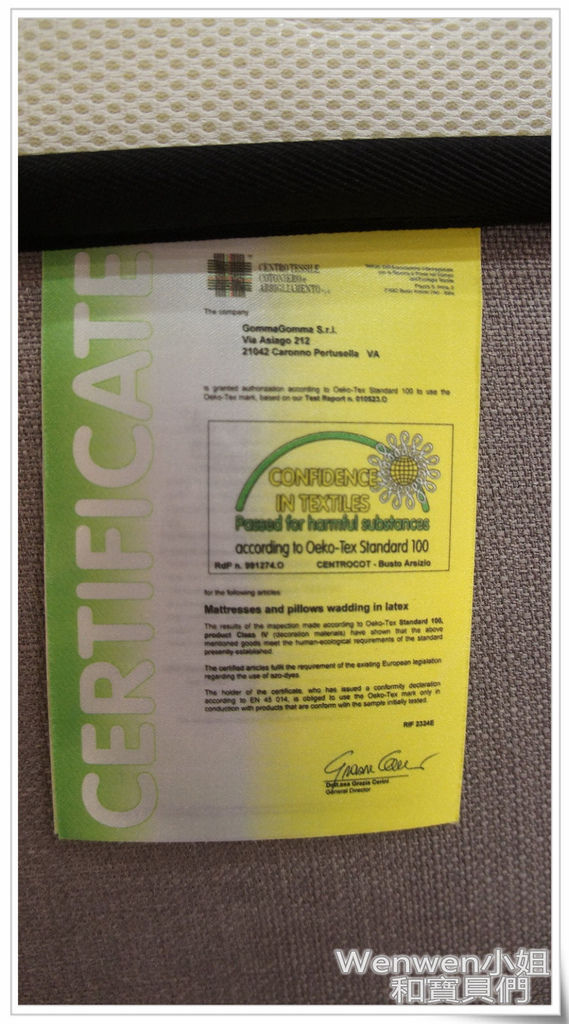 CERTIFICATE
CENTRO TESSILE
COTONIERO e
ABBIGLIAMENTO
The company
GommaGomma S.r.l.
Via Asiago 212
21042 Caronno Pertusella VA
is granted authorization according to Oeko-Tex Standard 100 to use the
Oeko-Tex mark, based on our Test Report n. 010523.O
CONFIDENCE
IN TEXTILES
Passed for harmful substances
according to Oeko-Tex Standard 100
RdP n. 991274.O CENTROCOT - Busto Arsizio
for the following articles:
Mattresses and pillows wadding in latex
The results of the inspection made according to Oeko-Tex Standard 100,
product Class IV (decoration materials) have shown that the above
mentioned goods meet the human-ecological requirements of the standard
presently established.
The certified articles fulfil the requirement of the existing European legislation
regarding the use of azo-dyes.
The holder of the certificate, who has issued a conformity declaration
according to EN 45 014, is obliged to use the Oeko-Tex mark only in
conduction with products that are conform with the sample initially tested.
RIF 2324E
Dott.ssa Grazia Cerini
General Director
Wenwen小姐
和寶貝們